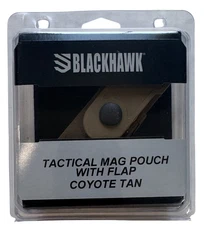 BLACKHAWK
TACTICAL MAG POUCH
WITH FLAP
COYOTE TAN